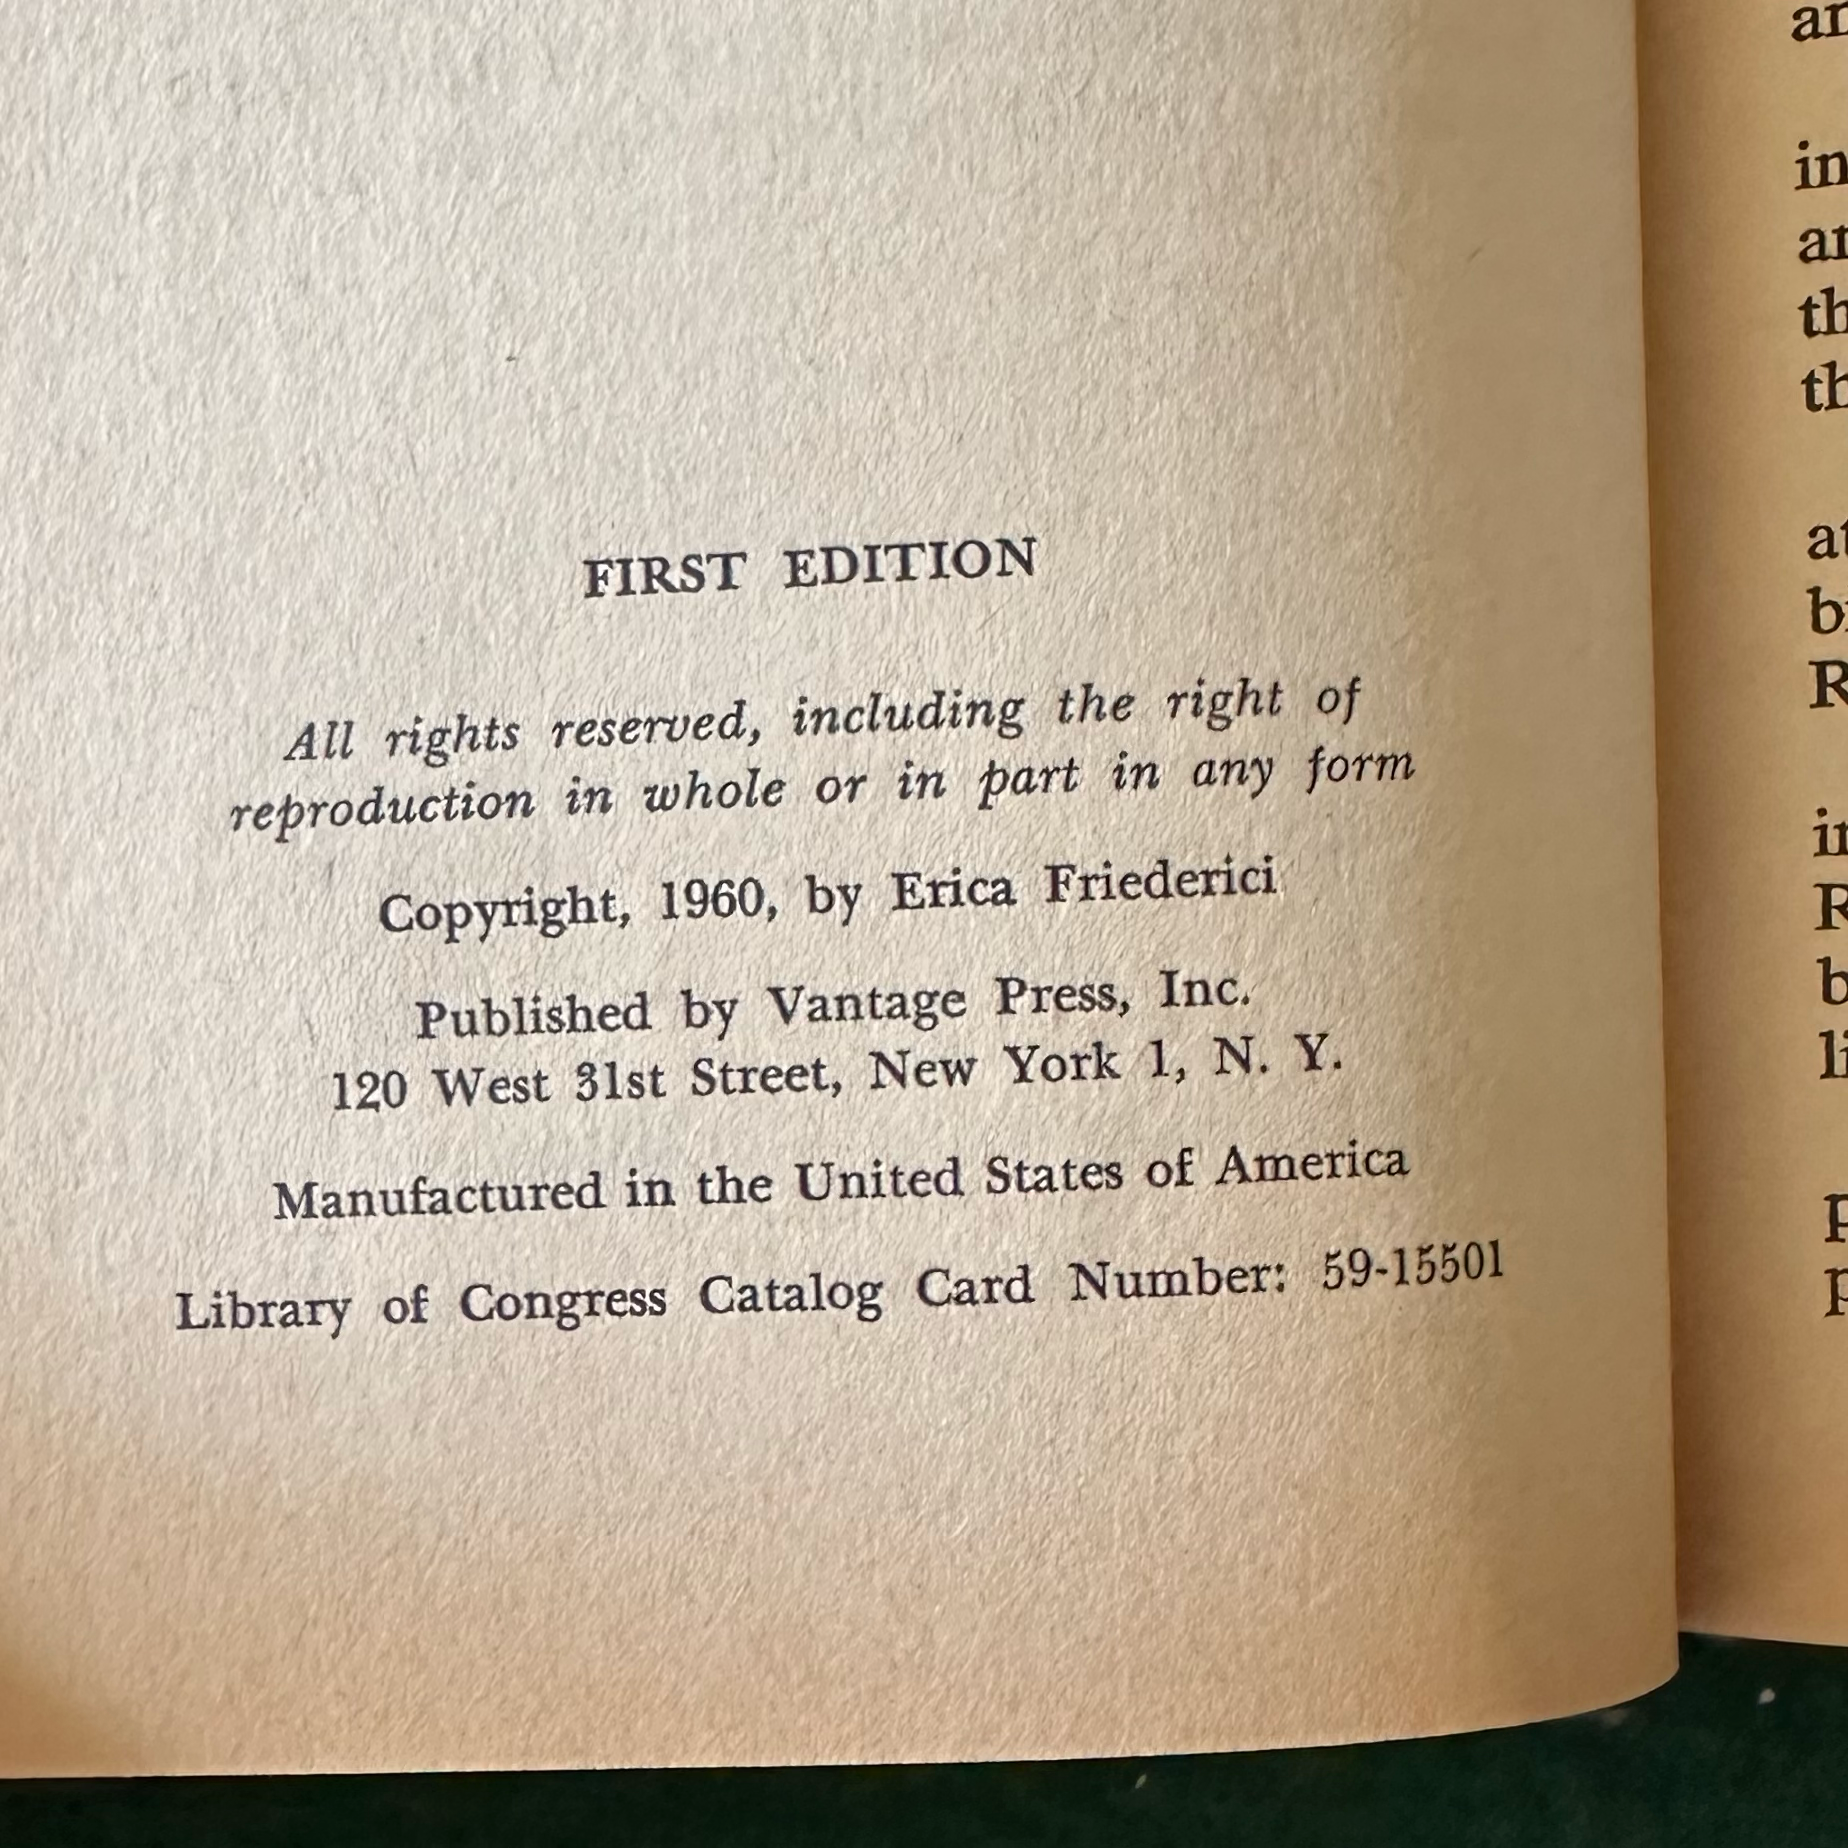 FIRST EDITION
All rights reserved, including the right of
reproduction in whole or in part in any form
Copyright, 1960, by Erica Friederici
Published by Vantage Press, Inc.
120 West 31st Street, New York 1, N. Y.
Manufactured in the United States of America
Library of Congress Catalog Card Number: 59-15501